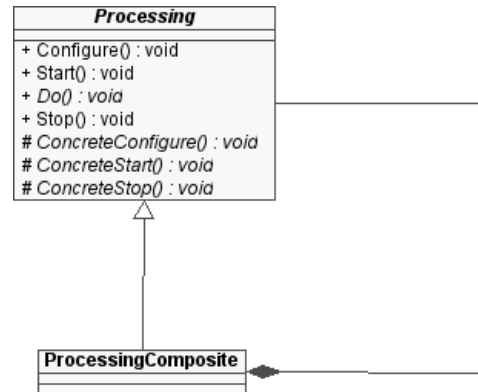 Processing
+ Configure() : void
+ Start() : void
+ Do() : void
+ Stop() : void
# ConcreteConfigure() : void
# ConcreteStart() : void
# ConcreteStop() : void
ProcessingComposite